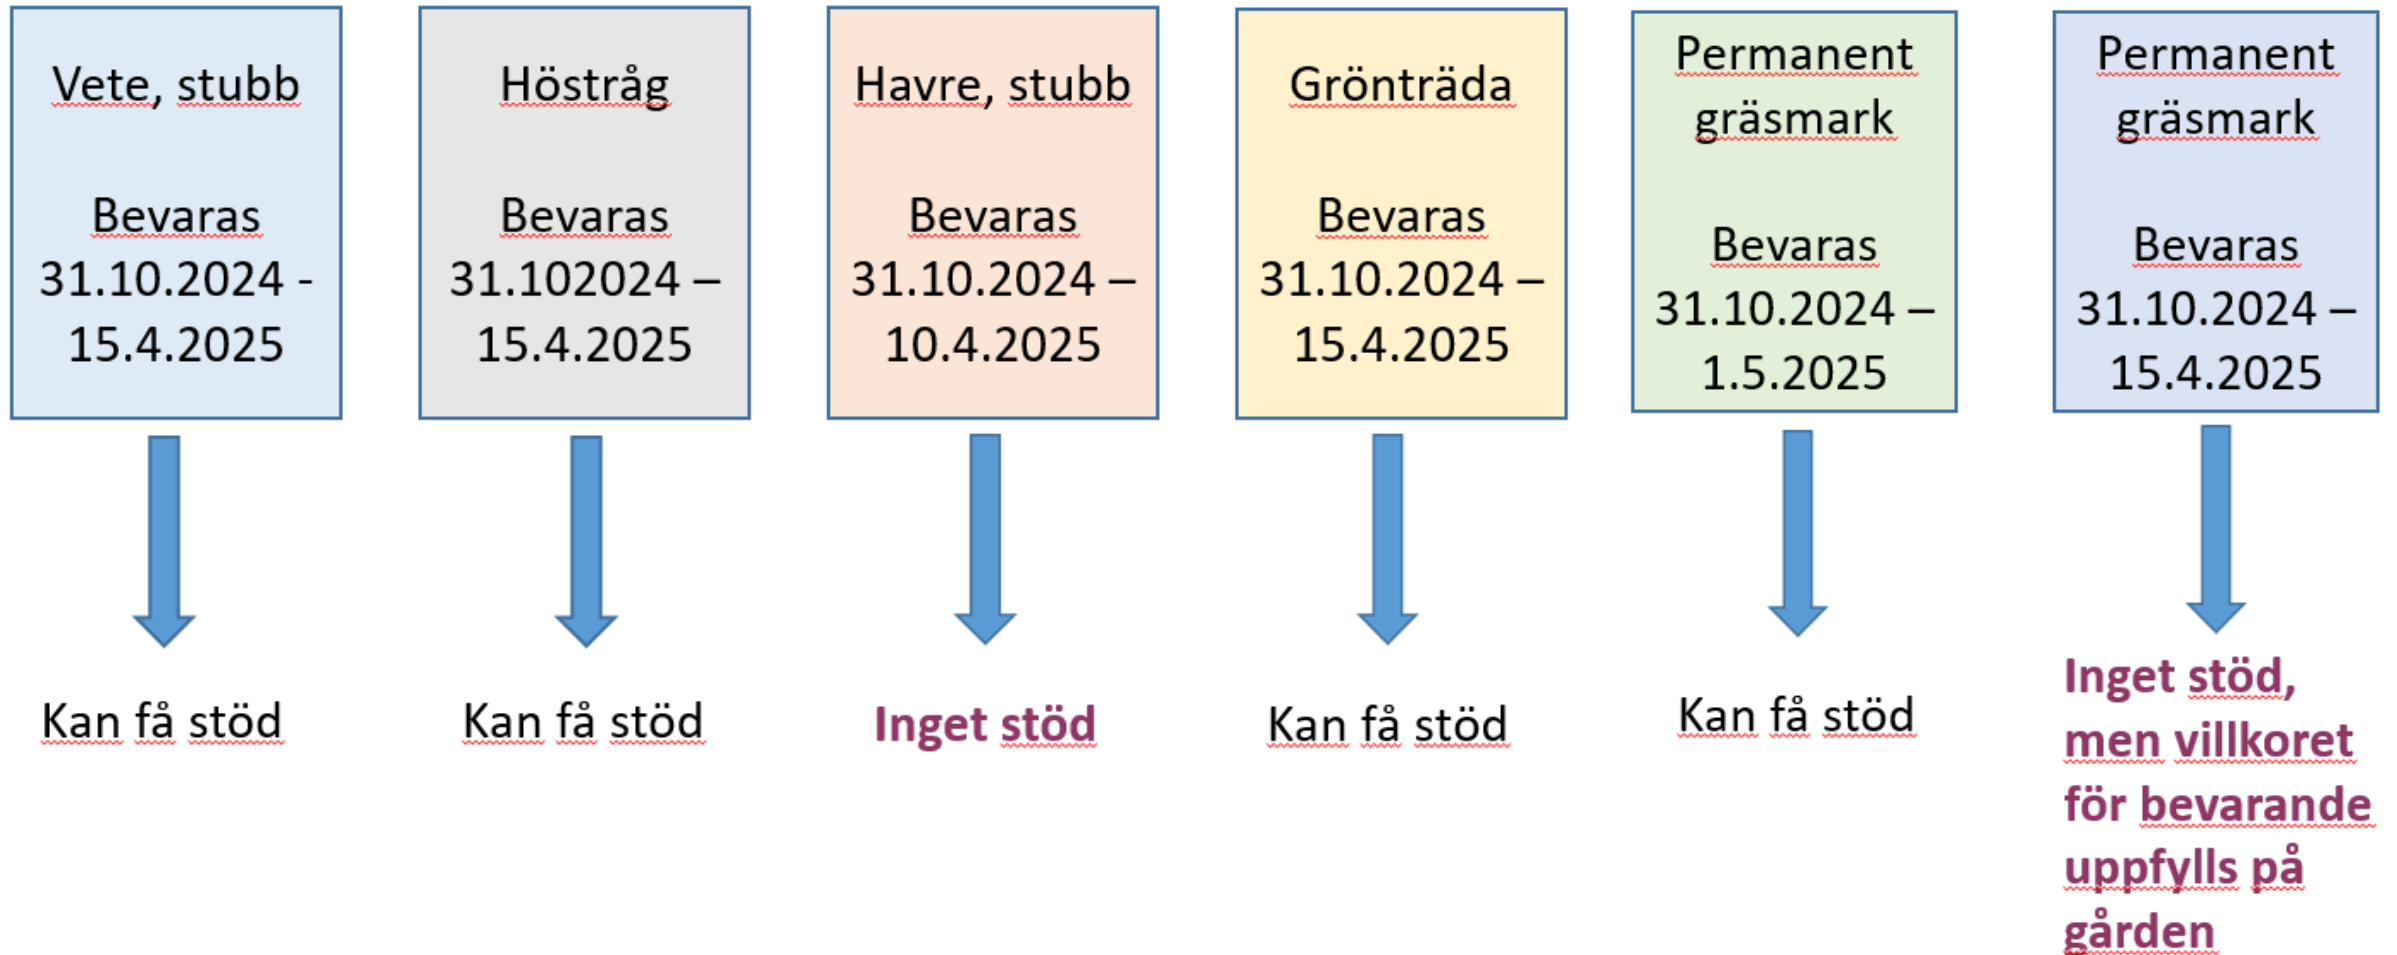 Vete, stubb
Bevaras
31.10.2024 -
15.4.2025
Höstråg
Bevaras
31.102024 –
15.4.2025
Havre, stubb
Bevaras
31.10.2024 –
10.4.2025
Grönträda
Bevaras
31.10.2024 –
15.4.2025
Permanent
gräsmark
Bevaras
31.10.2024 –
1.5.2025
Permanent
gräsmark
Bevaras
31.10.2024 –
15.4.2025
Kan få stöd
Kan få stöd
Inget stöd
Kan få stöd
Kan få stöd
Inget stöd,
men villkoret
för bevarande
uppfylls på
gården